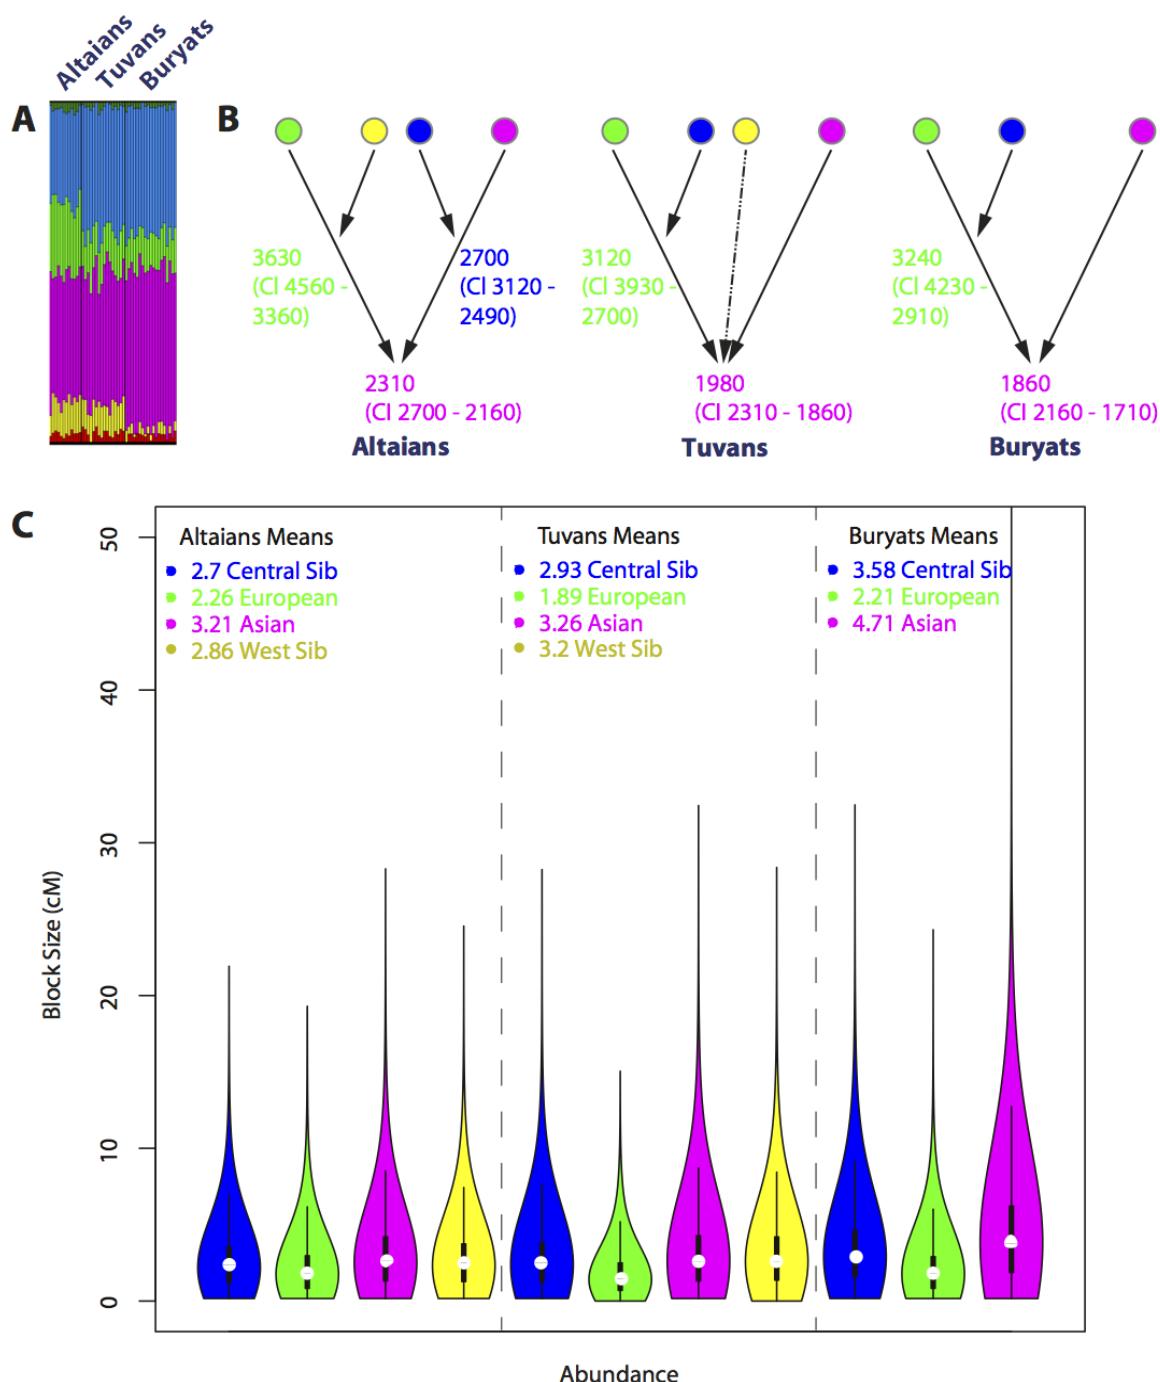 Altaians
Tuvans
Buryats
A
B
3630
(CI 4560 -
3360)
2700
(CI 3120 -
2490)
2310
(CI 2700 - 2160)
Altaians
3120
(CI 3930 -
2700)
1980
(CI 2310 - 1860)
Tuvans
3240
(CI 4230 -
2910)
1860
(CI 2160 - 1710)
Buryats
C
Altaians Means
2.7 Central Sib
2.26 European
3.21 Asian
2.86 West Sib
Tuvans Means
2.93 Central Sib
1.89 European
3.26 Asian
3.2 West Sib
Buryats Means
3.58 Central Sib
2.21 European
4.71 Asian
50
40
30
20
10
0
Block Size (cM)
Abundance